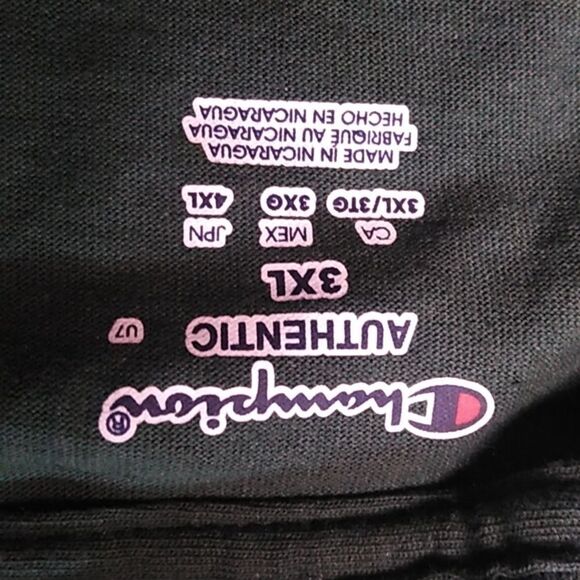 Champion®
AUTHENTIC U7
3XL
CA MEX JPN
3XL/3TG 3XG 4XL
MADE IN NICARAGUA
FABRIQUÉ AU NICARAGUA
HECHO EN NICARAGUA